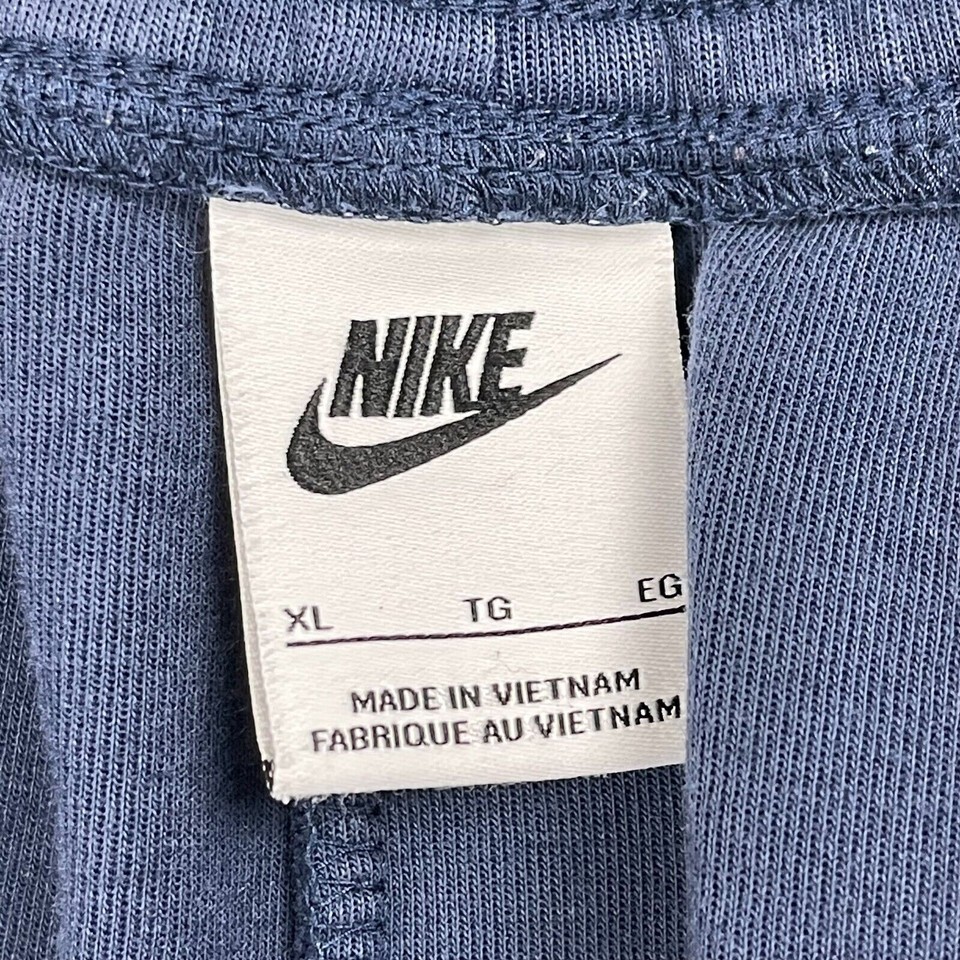 NIKE
XL TG EG
MADE IN VIETNAM
FABRIQUE AU VIETNAM